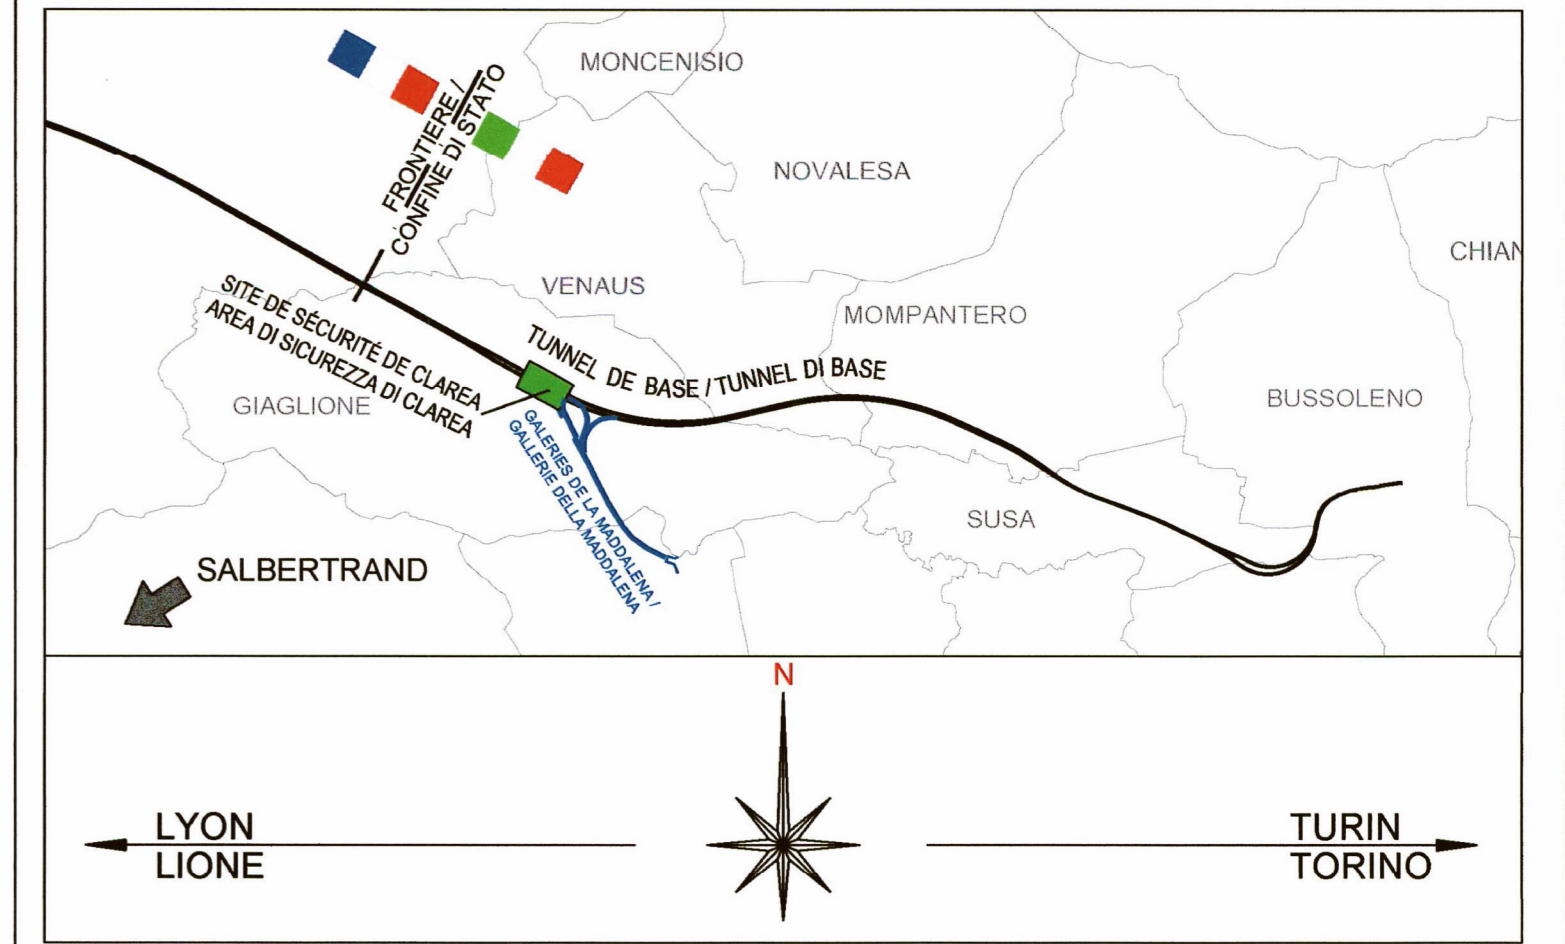 MONCENISIO
FRONTIERE /
CONFINE DI STATO
NOVALESA
CHIAN
VENAUS
SITE DE SÉCURITÉ DE CLAREA
AREA DI SICUREZZA DI CLAREA
MOMPANTERO
TUNNEL DE BASE / TUNNEL DI BASE
GIAGLIONE
BUSSOLENO
GALERIES DE LA MADDALENA /
GALLERIE DELLA MADDALENA
SUSA
SALBERTRAND
N
LYON
LIONE
TURIN
TORINO